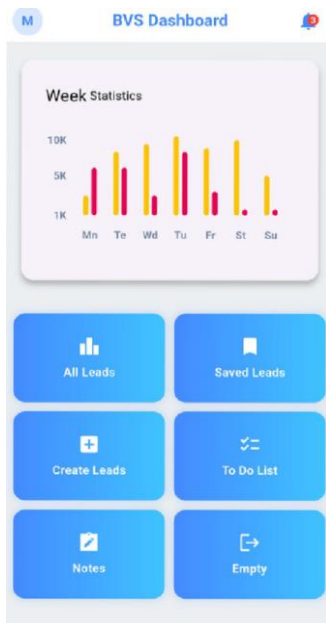 M BVS Dashboard 3
Week Statistics
10K
5K
1K
Mn Te Wd Tu Fr St Su
All Leads Saved Leads
Create Leads To Do List
Notes Empty